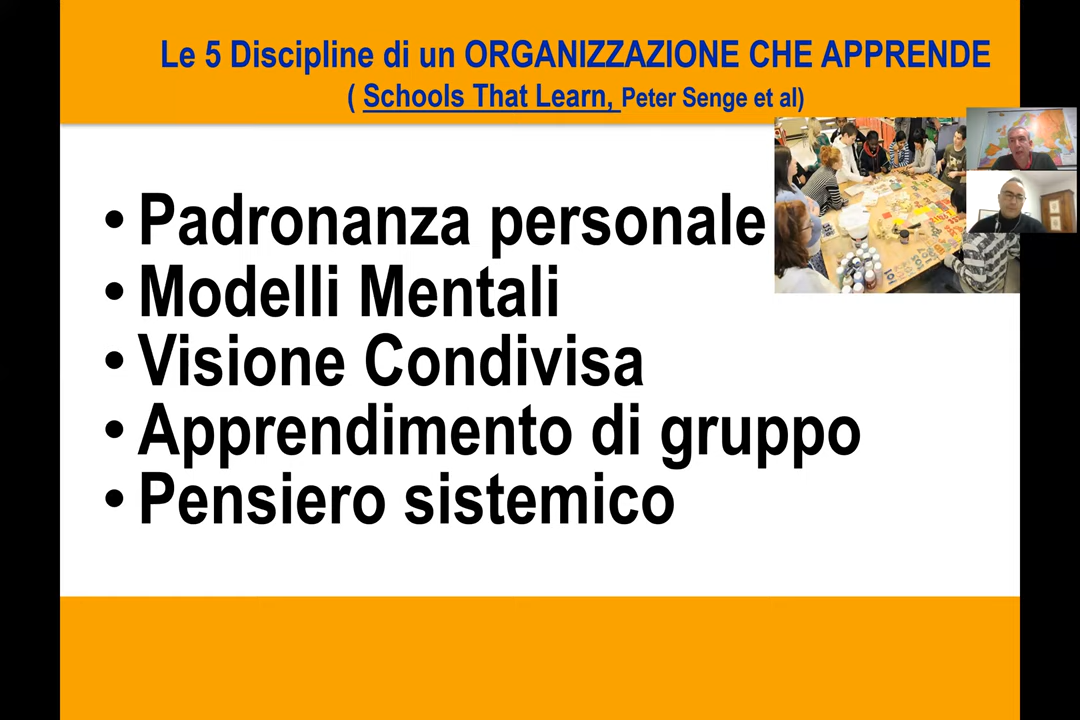 Le 5 Discipline di un ORGANIZZAZIONE CHE APPRENDE
( Schools That Learn, Peter Senge et al)
• Padronanza personale
• Modelli Mentali
• Visione Condivisa
• Apprendimento di gruppo
• Pensiero sistemico